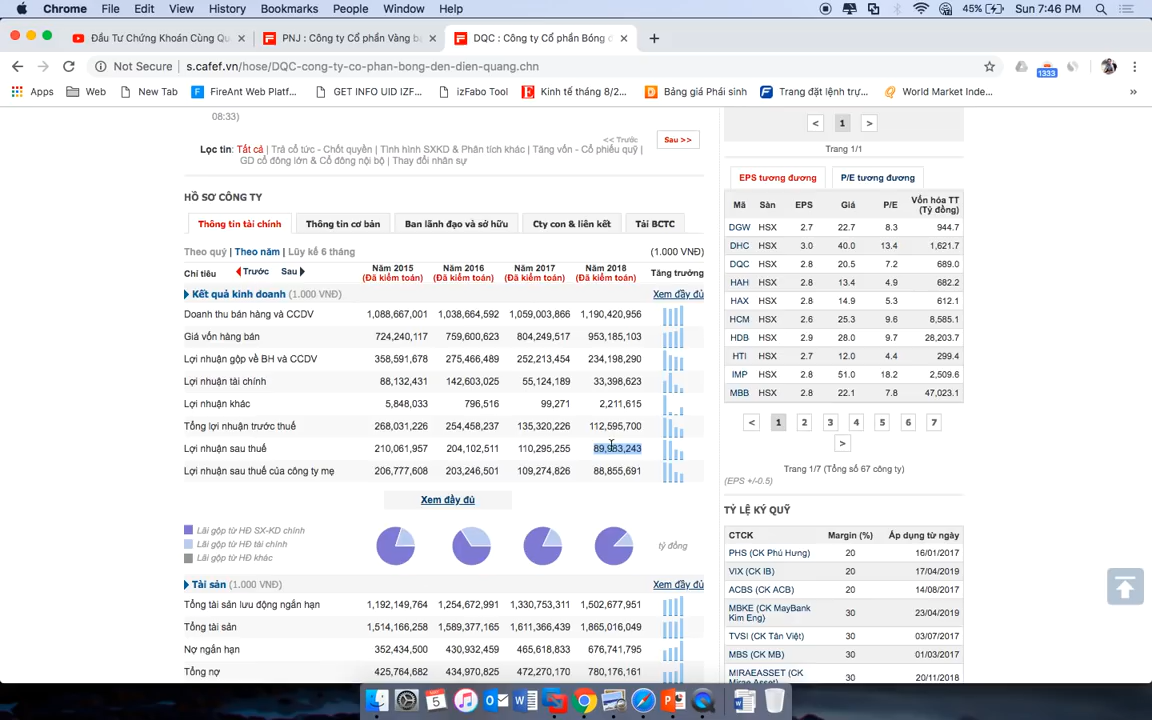 Chrome File Edit View History Bookmarks People Window Help 45% Sun 7:46 PM
Đầu Tư Chứng Khoán Cùng Qu
PNJ : Công ty Cổ phần Vàng b
DQC : Công ty Cổ phần Bóng
Not Secure | s.cafef.vn/hose/DQC-cong-ty-co-phan-bong-den-dien-quang.chn
1333
Apps Web New Tab FireAnt Web Platf... GET INFO UID IZF... izFabo Tool Kinh tế tháng 8/2... Bảng giá Phái sinh Trang đặt lệnh trự... World Market Inde... »
08:33)
<< Trước Sau >>
Lọc tin: Tất cả | Trả cổ tức - Chốt quyền | Tình hình SXKD & Phân tích khác | Tăng vốn - Cổ phiếu quỹ |
GD cổ đông lớn & Cổ đông nội bộ | Thay đổi nhân sự
HỒ SƠ CÔNG TY
Thông tin tài chính Thông tin cơ bản Ban lãnh đạo và sở hữu Cty con & liên kết Tải BCTC
Theo quý | Theo năm | Lũy kế 6 tháng (1.000 VNĐ)
Chỉ tiêu Trước Sau Năm 2015 Năm 2016 Năm 2017 Năm 2018 Tăng trưởng
(Đã kiểm toán) (Đã kiểm toán) (Đã kiểm toán) (Đã kiểm toán)
Kết quả kinh doanh (1.000 VNĐ) Xem đầy đủ
Doanh thu bán hàng và CCDV 1,088,667,001 1,038,664,592 1,059,003,866 1,190,420,956
Giá vốn hàng bán 724,240,117 759,600,623 804,249,517 953,185,103
Lợi nhuận gộp về BH và CCDV 358,591,678 275,466,489 252,213,454 234,198,290
Lợi nhuận tài chính 88,132,431 142,603,025 55,124,189 33,398,623
Lợi nhuận khác 5,848,033 796,516 99,271 2,211,615
Tổng lợi nhuận trước thuế 268,031,226 254,458,237 135,320,226 112,595,700
Lợi nhuận sau thuế 210,061,957 204,102,511 110,295,255 89,983,243
Lợi nhuận sau thuế của công ty mẹ 206,777,608 203,246,501 109,274,826 88,855,691
Xem đầy đủ
Lãi gộp từ HĐ SX-KD chính
Lãi gộp từ HĐ tài chính
Lãi gộp từ HĐ khác
tỷ đồng
Tài sản (1.000 VNĐ) Xem đầy đủ
Tổng tài sản lưu động ngắn hạn 1,192,149,764 1,254,672,991 1,330,753,311 1,502,677,951
Tổng tài sản 1,514,166,258 1,589,377,165 1,611,366,439 1,865,016,049
Nợ ngắn hạn 352,434,500 430,932,459 465,618,833 676,741,795
Tổng nợ 425,764,682 434,970,825 472,270,170 780,176,161
< 1 >
Trang 1/1
EPS tương đương P/E tương đương
Mã Sàn EPS Giá P/E Vốn hóa TT
(Tỷ đồng)
DGW HSX 2.7 22.7 8.3 944.7
DHC HSX 3.0 40.0 13.4 1,621.7
DQC HSX 2.8 20.5 7.2 689.0
HAH HSX 2.8 13.4 4.9 682.2
HAX HSX 2.8 14.9 5.3 612.1
HCM HSX 2.6 25.3 9.6 8,585.1
HDB HSX 2.9 28.0 9.7 28,203.7
HTI HSX 2.7 12.0 4.4 299.4
IMP HSX 2.8 51.0 18.2 2,509.6
MBB HSX 2.8 22.1 7.8 47,023.1
< 1 2 3 4 5 6 7
>
Trang 1/7 (Tổng số 67 công ty)
(EPS +/-0.5)
TỶ LỆ KÝ QUỸ
CTCK Margin (%) Áp dụng từ ngày
PHS (CK Phú Hưng) 20 16/01/2017
VIX (CK IB) 20 17/04/2019
ACBS (CK ACB) 20 14/08/2017
MBKE (CK MayBank
Kim Eng) 30 23/04/2019
TVSI (CK Tân Việt) 30 03/07/2017
MBS (CK MB) 30 01/03/2017
MIRAEASSET (CK
Mirae Asset) 30 20/11/2018
5